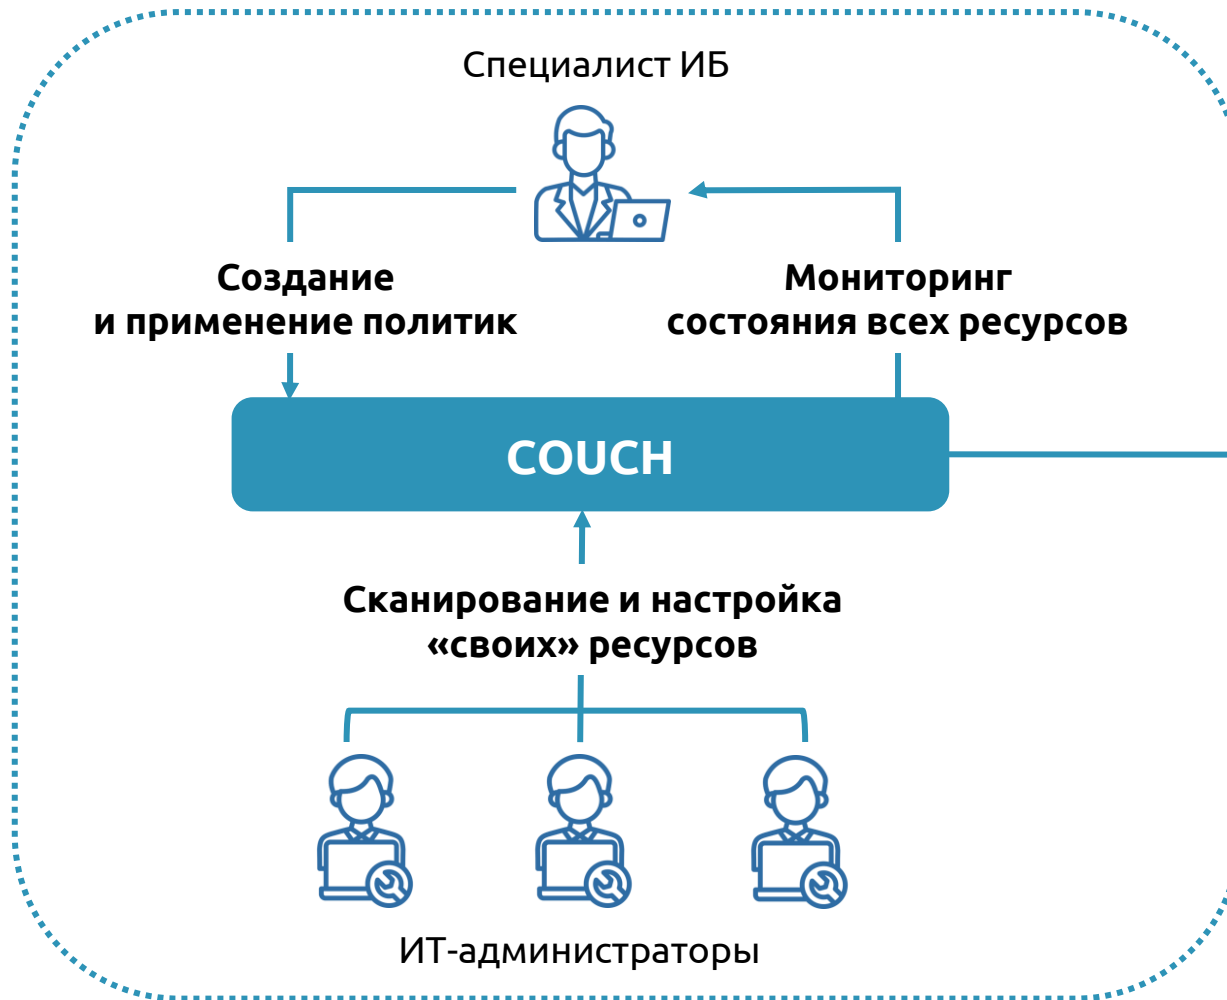 Специалист ИБ
Создание
и применение политик
Мониторинг
состояния всех ресурсов
COUCH
Сканирование и настройка
«своих» ресурсов
ИТ-администраторы